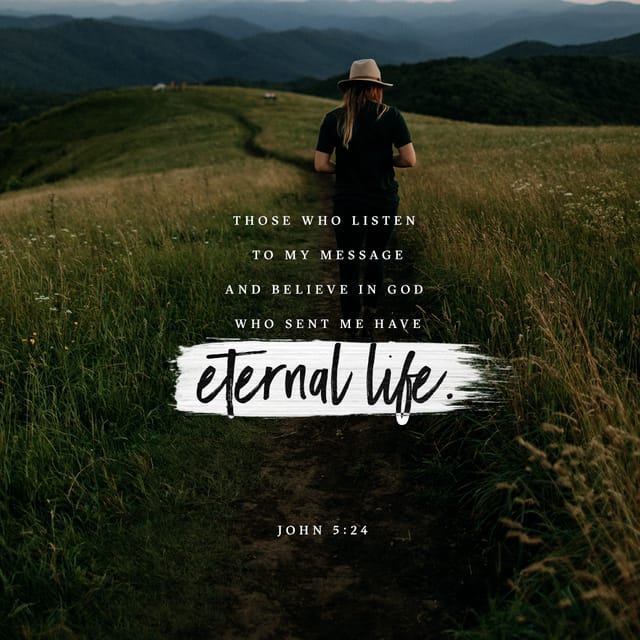 THOSE WHO LISTEN
TO MY MESSAGE
AND BELIEVE IN GOD
WHO SENT ME HAVE
eternal life.
JOHN 5:24